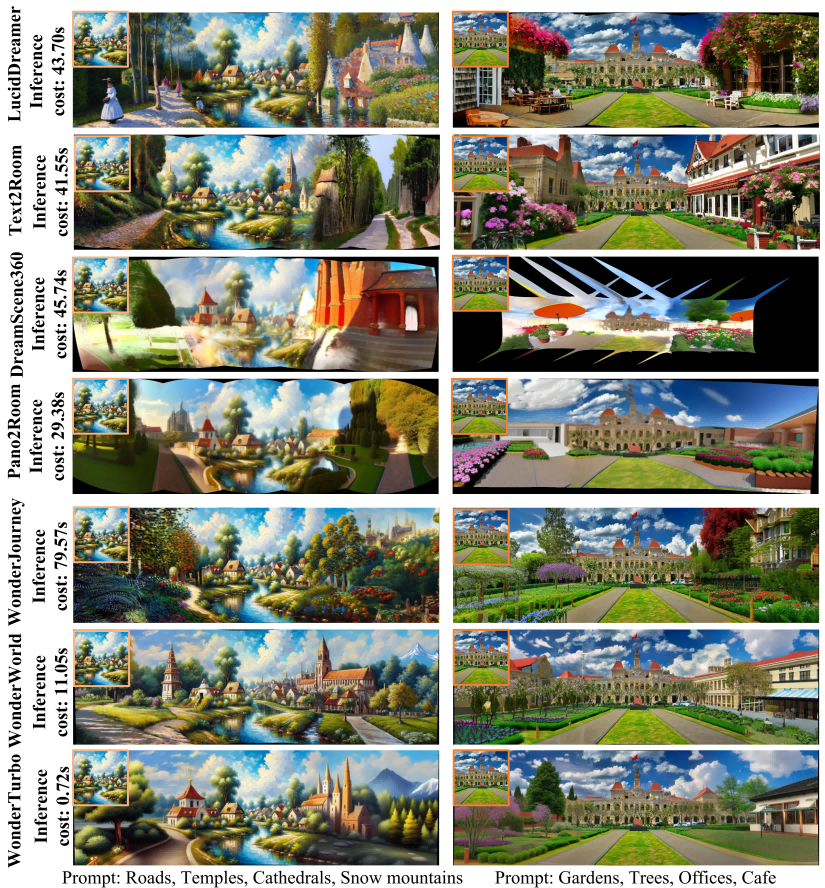 LucidDreamer
Inference
cost: 43.70s
Text2Room
Inference
cost: 41.55s
DreamScene360
Inference
cost: 45.74s
Pano2Room
Inference
cost: 29.38s
WonderJourney
Inference
cost: 79.57s
WonderWorld
Inference
cost: 11.05s
WonderTurbo
Inference
cost: 0.72s
Prompt: Roads, Temples, Cathedrals, Snow mountains
Prompt: Gardens, Trees, Offices, Cafe